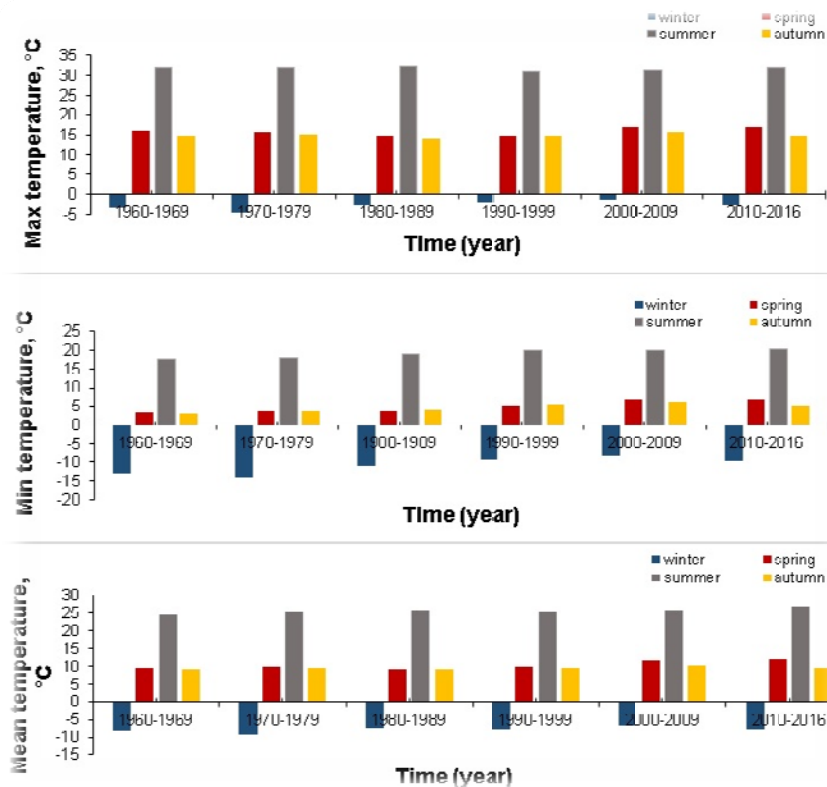 winter spring
summer autumn
Max temperature, °C
35
30
25
20
15
10
5
0
-5
1960-1969 1970-1979 1980-1989 1990-1999 2000-2009 2010-2016
Time (year)
winter spring
summer autumn
Min temperature, °C
25
20
15
10
5
0
-5
-10
-15
-20
1960-1969 1970-1979 1900-1909 1990-1999 2000-2009 2010-2016
Time (year)
winter spring
summer autumn
Mean temperature,
°C
30
25
20
15
10
5
0
-5
-10
-15
1960-1969 1970-1979 1980-1989 1990-1999 2000-2009 2010-2016
Time (year)